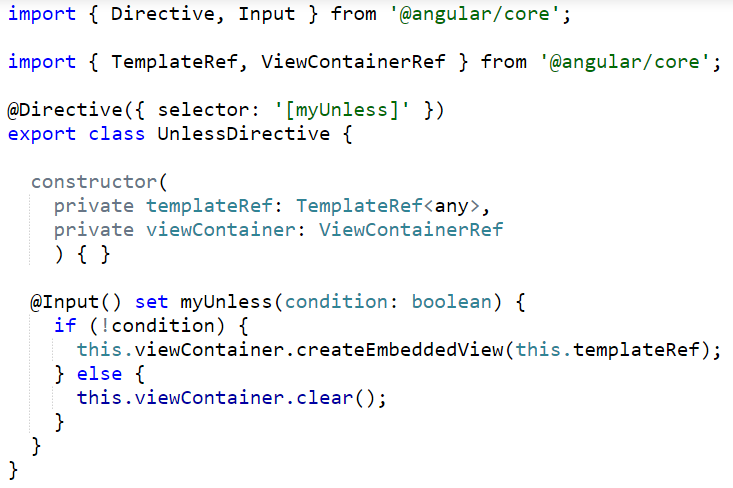 import { Directive, Input } from '@angular/core';
import { TemplateRef, ViewContainerRef } from '@angular/core';
@Directive({ selector: '[myUnless]' })
export class UnlessDirective {
constructor(
private templateRef: TemplateRef<any>,
private viewContainer: ViewContainerRef
) { }
@Input() set myUnless(condition: boolean) {
if (!condition) {
this.viewContainer.createEmbeddedView(this.templateRef);
} else {
this.viewContainer.clear();
}
}
}